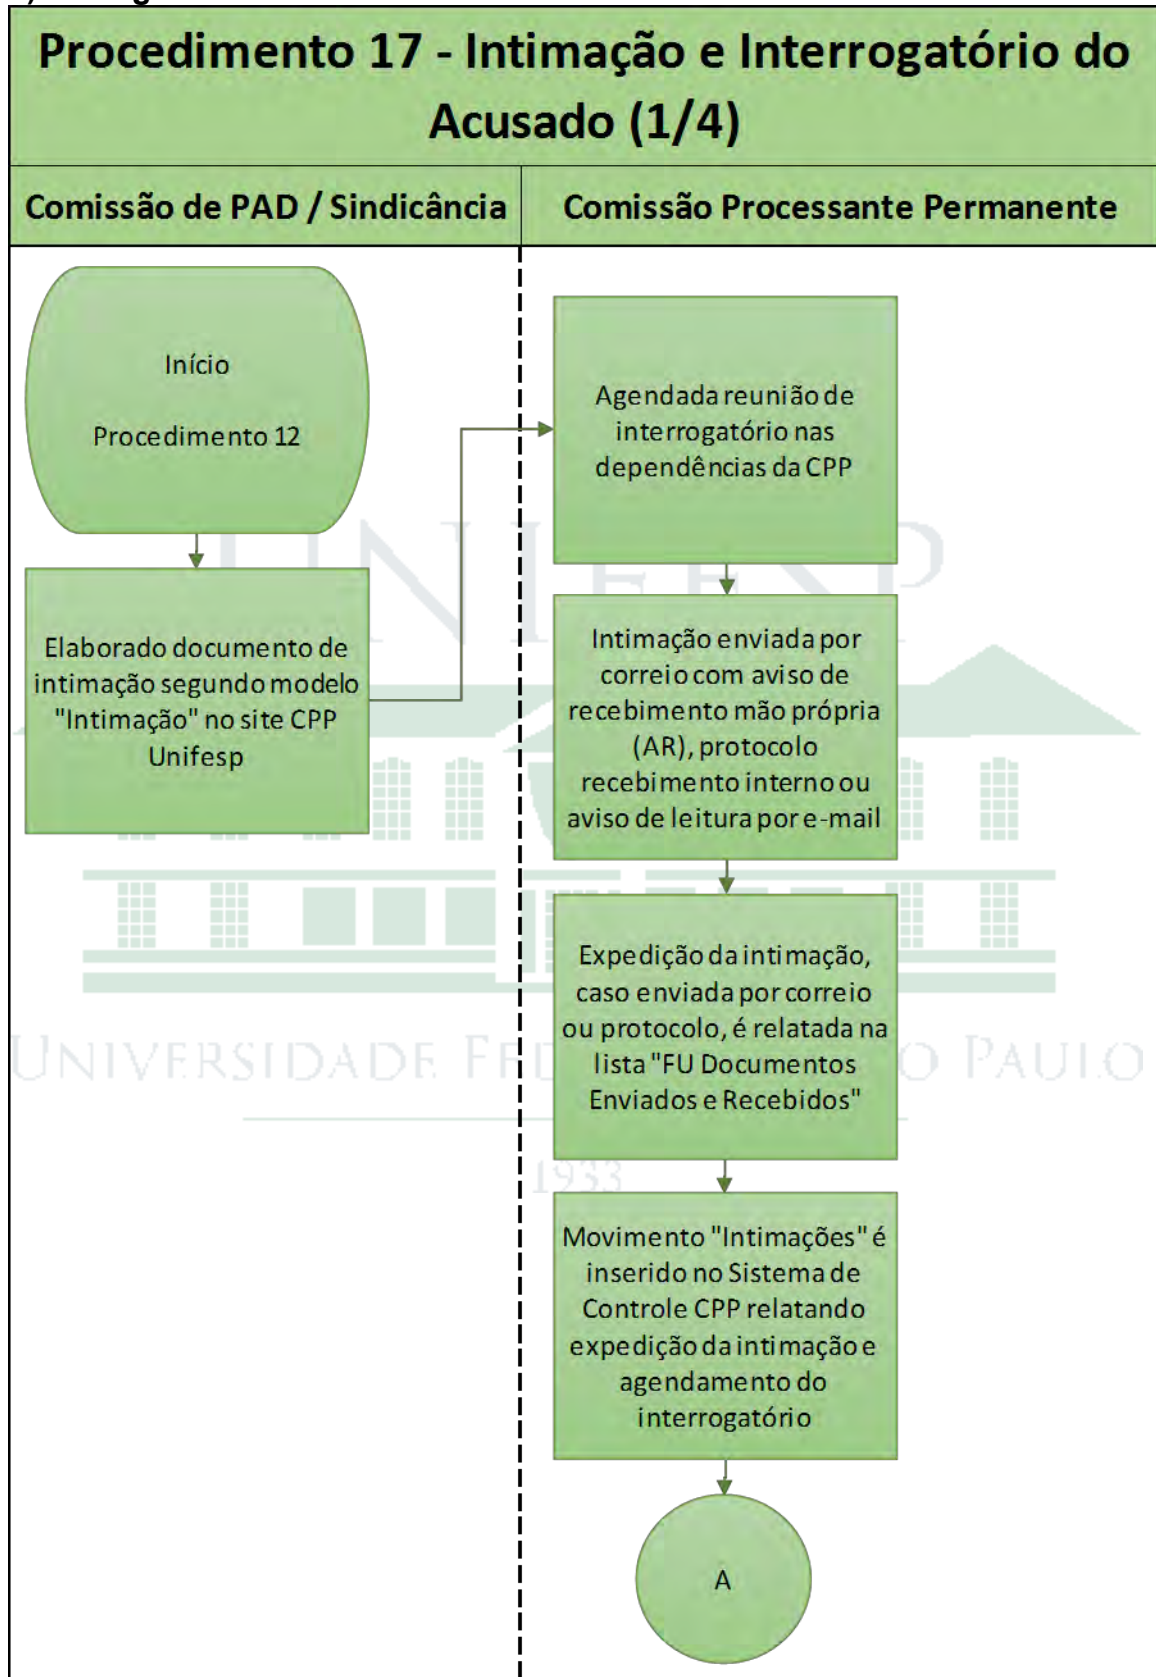 Procedimento 17 - Intimação e Interrogatório do
Acusado (1/4)
Comissão de PAD / Sindicância
Comissão Processante Permanente
Início
Procedimento 12
Elaborado documento de
intimação segundo modelo
"Intimação" no site CPP
Unifesp
Agendada reunião de
interrogatório nas
dependências da CPP
Intimação enviada por
correio com aviso de
recebimento mão própria
(AR), protocolo
recebimento interno ou
aviso de leitura por e-mail
Expedição da intimação,
caso enviada por correio
ou protocolo, é relatada na
lista "FU Documentos
Enviados e Recebidos"
Movimento "Intimações" é
inserido no Sistema de
Controle CPP relatando
expedição da intimação e
agendamento do
interrogatório
A
UNIFESP
UNIVERSIDADE
PAULO
1933